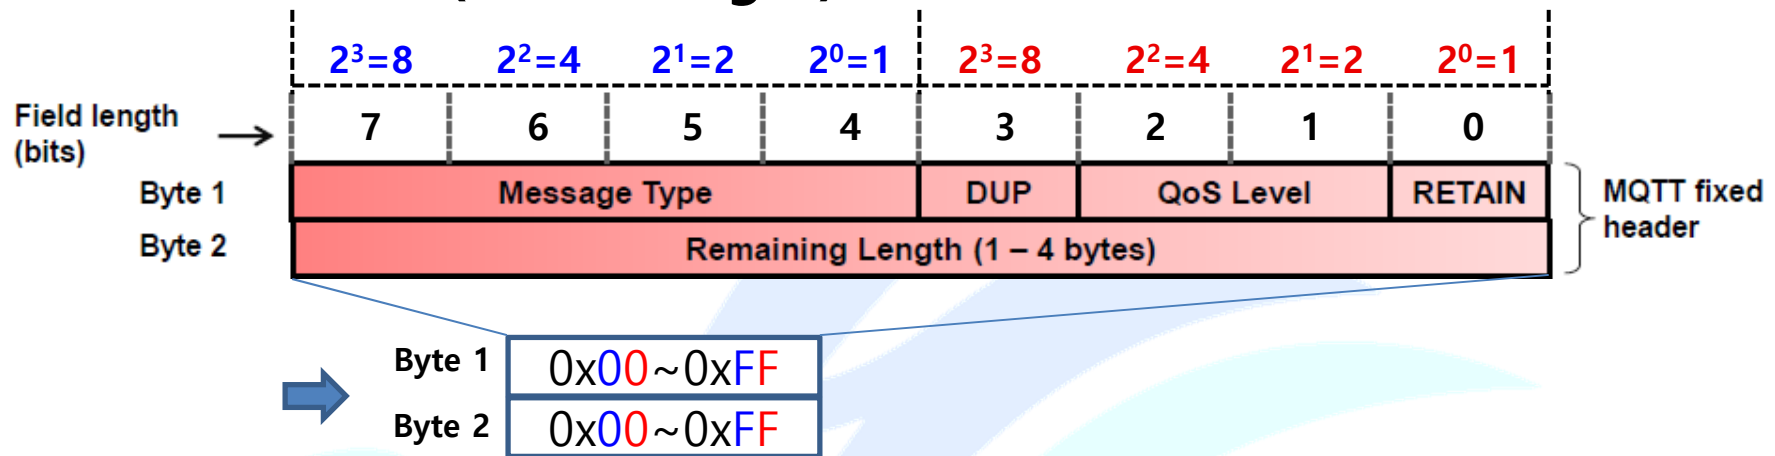 2³=8 2²=4 2¹=2 2⁰=1 2³=8 2²=4 2¹=2 2⁰=1
Field length (bits) → 7 6 5 4 3 2 1 0
Byte 1 Message Type DUP QoS Level RETAIN
Byte 2 Remaining Length (1 – 4 bytes)
MQTT fixed
header
Byte 1 0x00~0xFF
Byte 2 0x00~0xFF